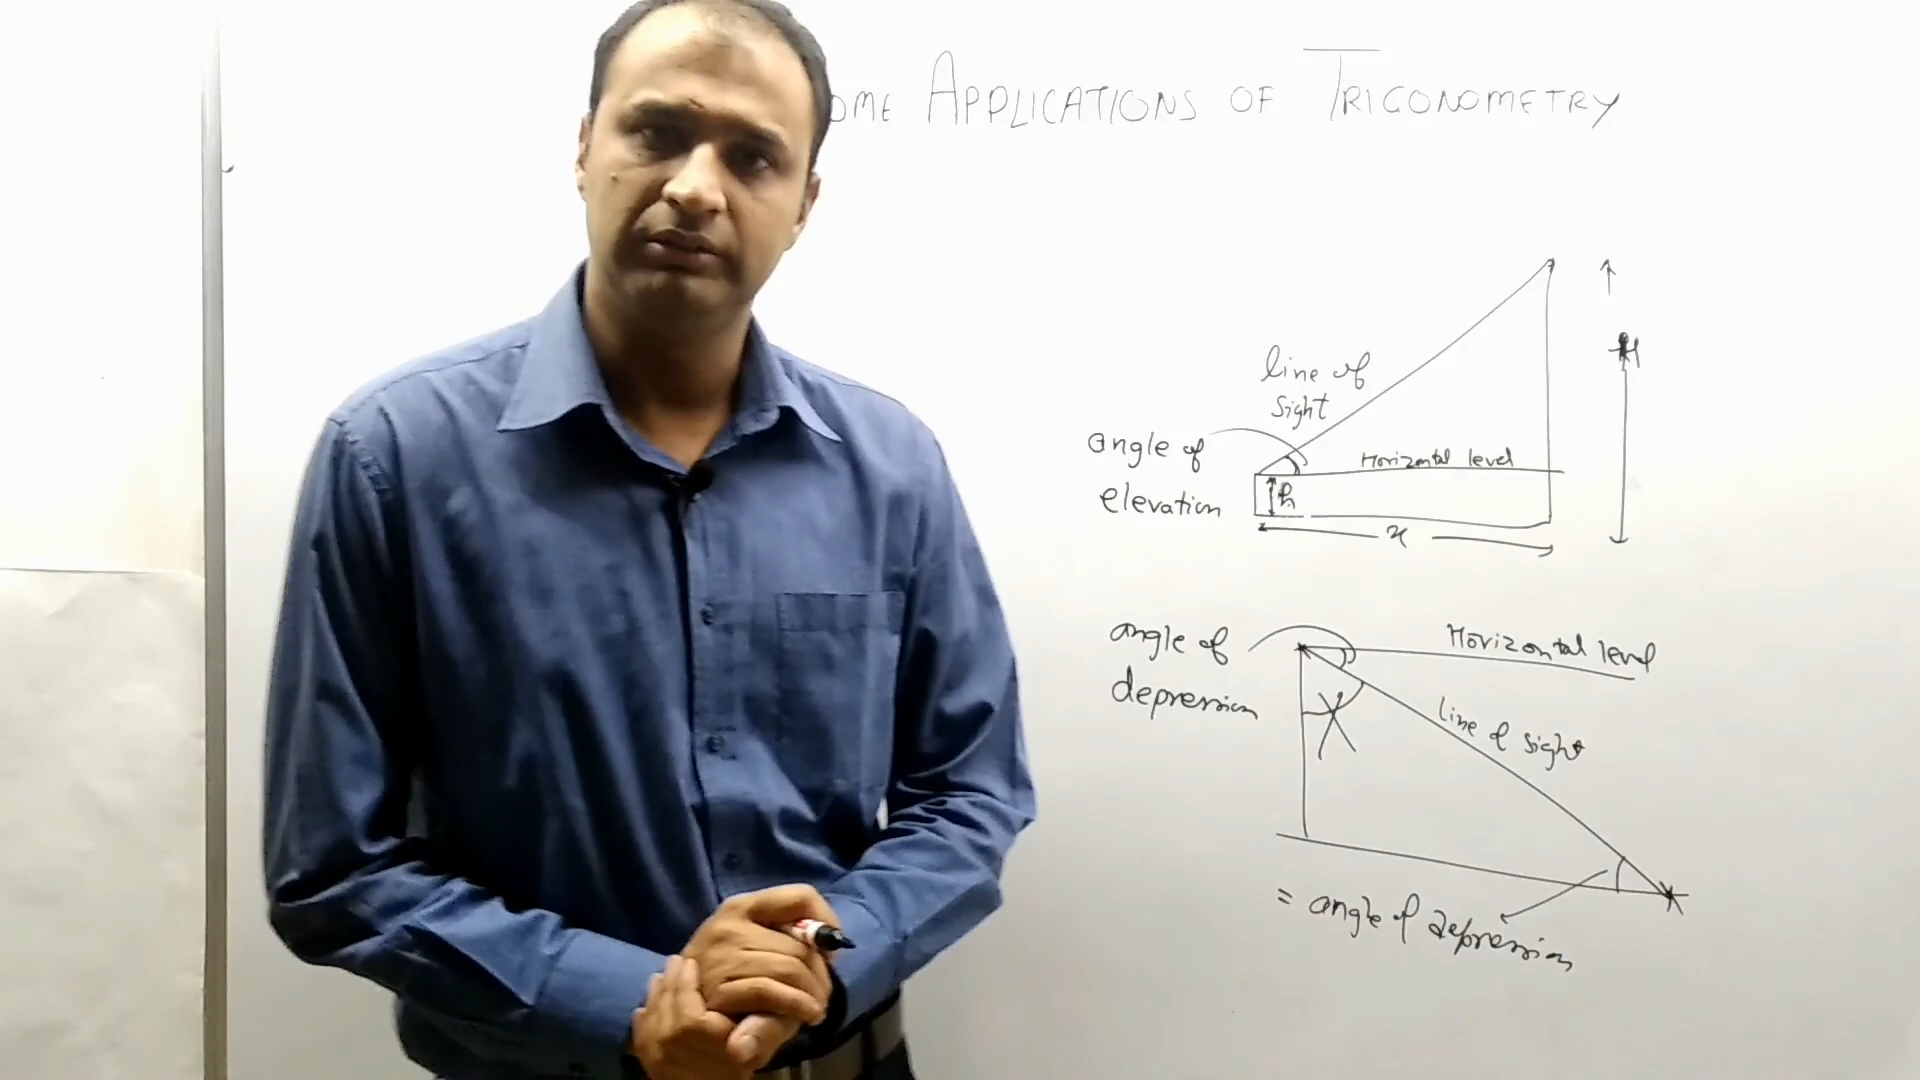 OME APPLICATIONS OF TRIGONOMETRY
line of
sight
angle of
elevation
Horizontal level
h
x
H
angle of
depression
Horizontal level
line of sight
= angle of depression